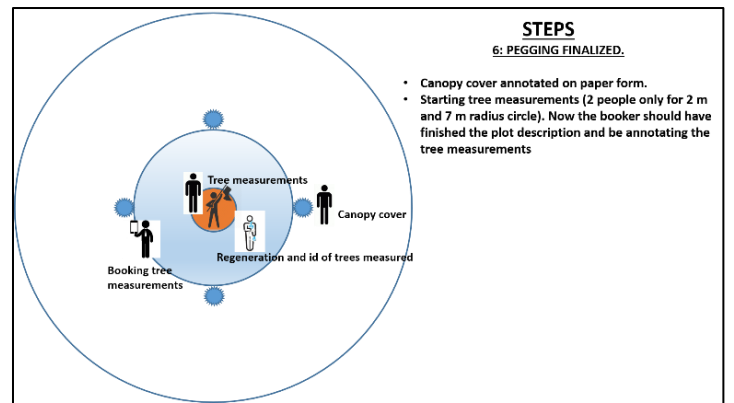 STEPS
6: PEGGING FINALIZED.
• Canopy cover annotated on paper form.
• Starting tree measurements (2 people only for 2 m
and 7 m radius circle). Now the booker should have
finished the plot description and be annotating the
tree measurements
Tree measurements
Canopy cover
Regeneration and id of trees measured
Booking tree
measurements